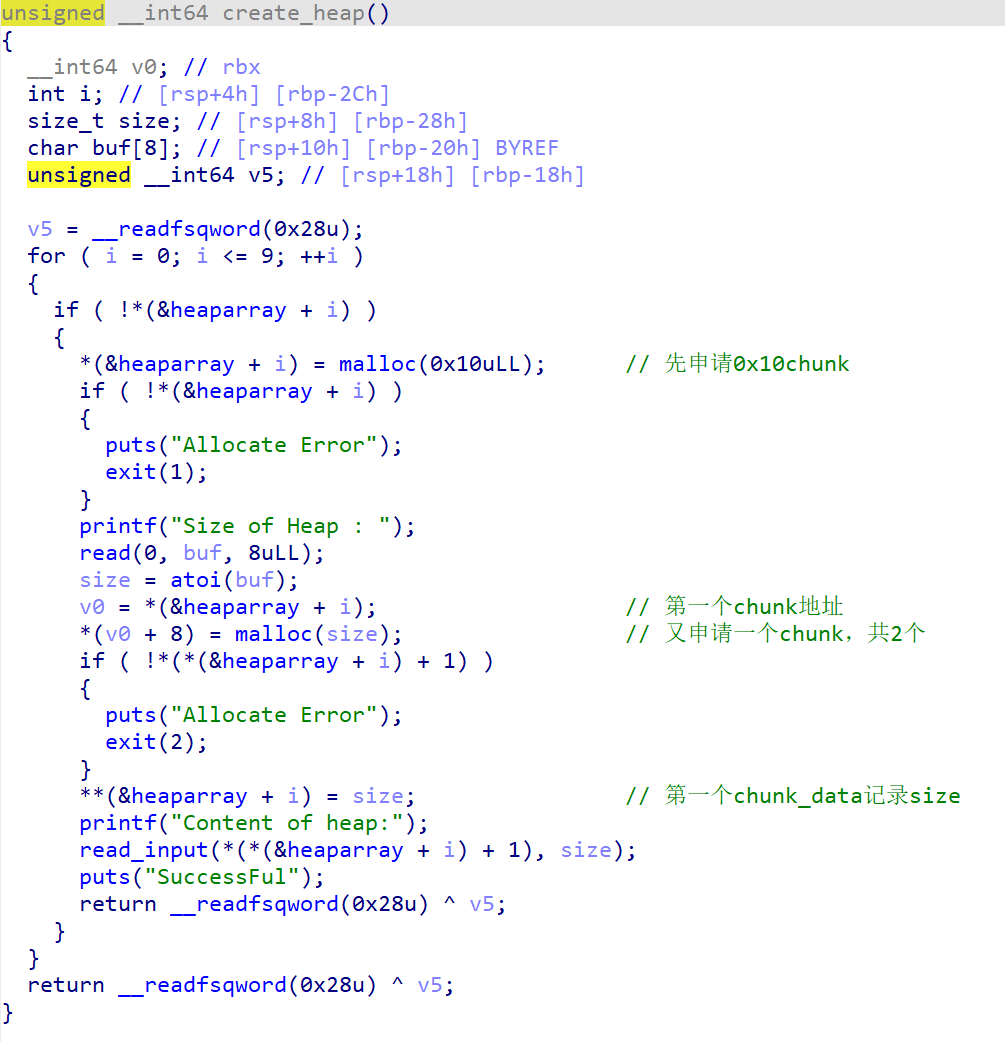 unsigned __int64 create_heap()
{
  __int64 v0; // rbx
  int i; // [rsp+4h] [rbp-2Ch]
  size_t size; // [rsp+8h] [rbp-28h]
  char buf[8]; // [rsp+10h] [rbp-20h] BYREF
  unsigned __int64 v5; // [rsp+18h] [rbp-18h]

  v5 = __readfsqword(0x28u);
  for ( i = 0; i <= 9; ++i )
  {
    if ( !*(&heaparray + i) )
    {
      *(&heaparray + i) = malloc(0x10uLL);      // 先申请0x10chunk
      if ( !*(&heaparray + i) )
      {
        puts("Allocate Error");
        exit(1);
      }
      printf("Size of Heap : ");
      read(0, buf, 8uLL);
      size = atoi(buf);
      v0 = *(&heaparray + i);                   // 第一个chunk地址
      *(v0 + 8) = malloc(size);                 // 又申请一个chunk，共2个
      if ( !*(*(&heaparray + i) + 1) )
      {
        puts("Allocate Error");
        exit(2);
      }
      **(&heaparray + i) = size;                // 第一个chunk_data记录size
      printf("Content of heap:");
      read_input(*(*(&heaparray + i) + 1), size);
      puts("SuccessFul");
      return __readfsqword(0x28u) ^ v5;
    }
  }
  return __readfsqword(0x28u) ^ v5;
}